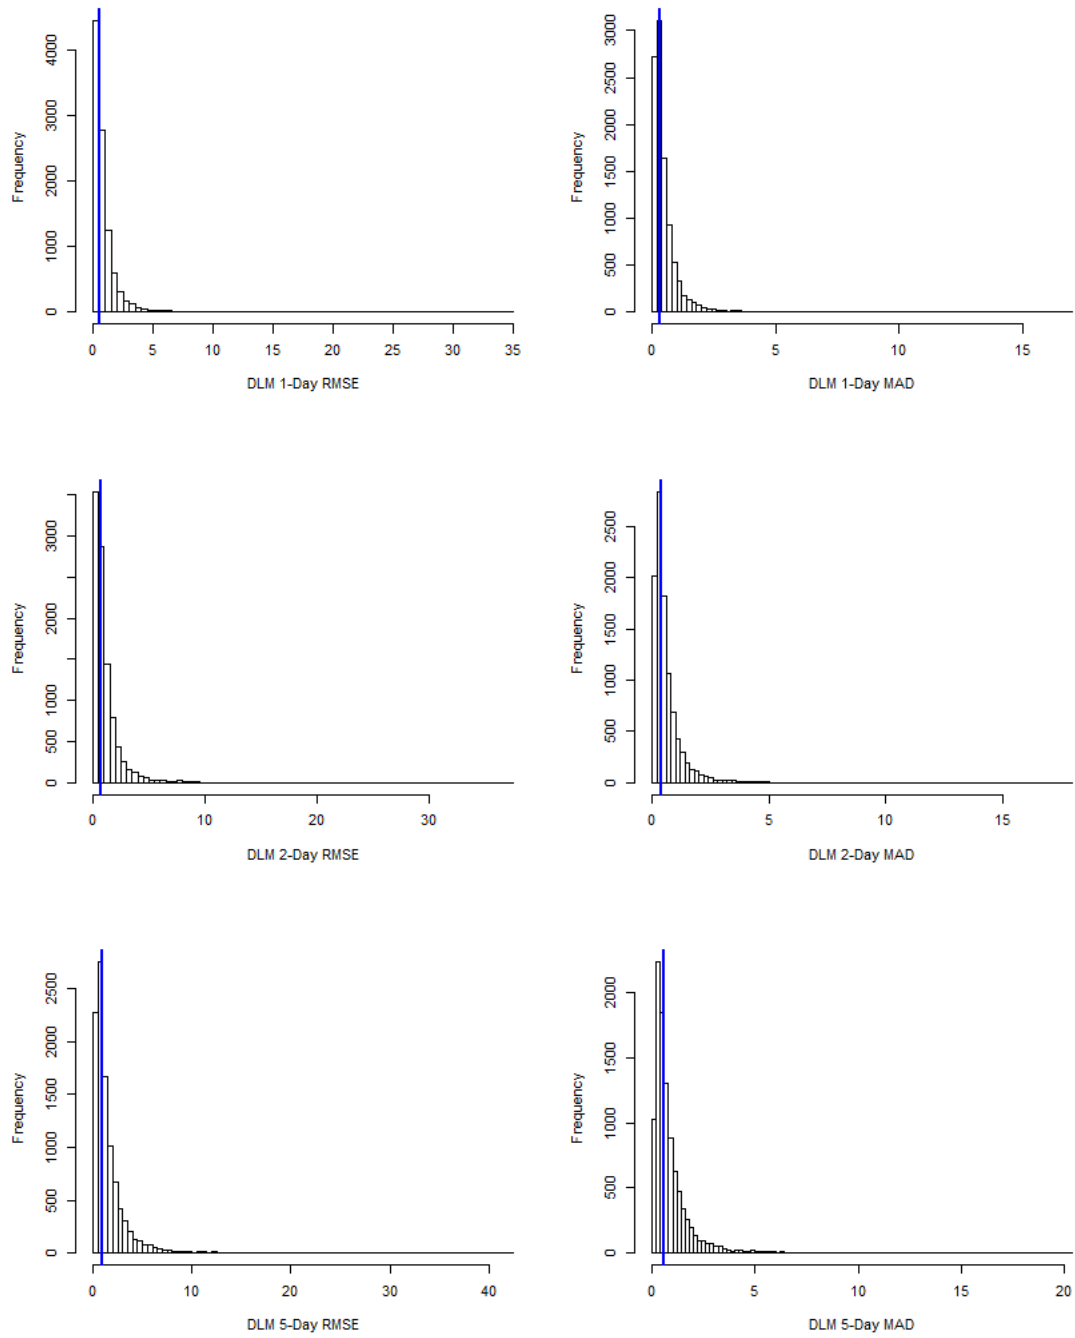 Frequency
0 1000 2000 3000 4000
0 5 10 15 20 25 30 35
DLM 1-Day RMSE
Frequency
0 500 1000 1500 2000 2500 3000
0 5 10 15
DLM 1-Day MAD
Frequency
0 500 1000 2000 3000
0 10 20 30
DLM 2-Day RMSE
Frequency
0 500 1000 1500 2000 2500
0 5 10 15
DLM 2-Day MAD
Frequency
0 500 1000 1500 2000 2500
0 10 20 30 40
DLM 5-Day RMSE
Frequency
0 500 1000 1500 2000
0 5 10 15 20
DLM 5-Day MAD